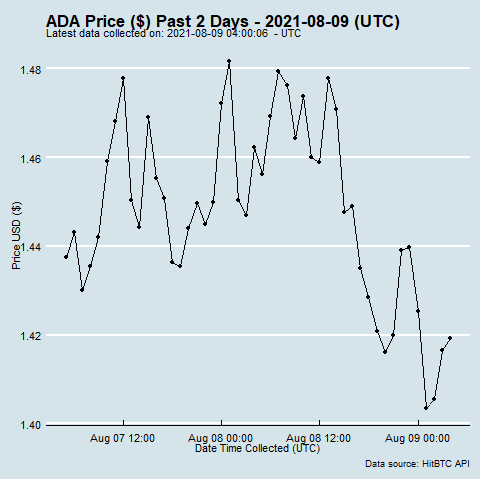 ADA Price ($) Past 2 Days - 2021-08-09 (UTC)
Latest data collected on: 2021-08-09 04:00:06  - UTC
Price USD ($)
1.48
1.46
1.44
1.42
1.40
Aug 07 12:00
Aug 08 00:00
Aug 08 12:00
Aug 09 00:00
Date Time Collected (UTC)
Data source: HitBTC API